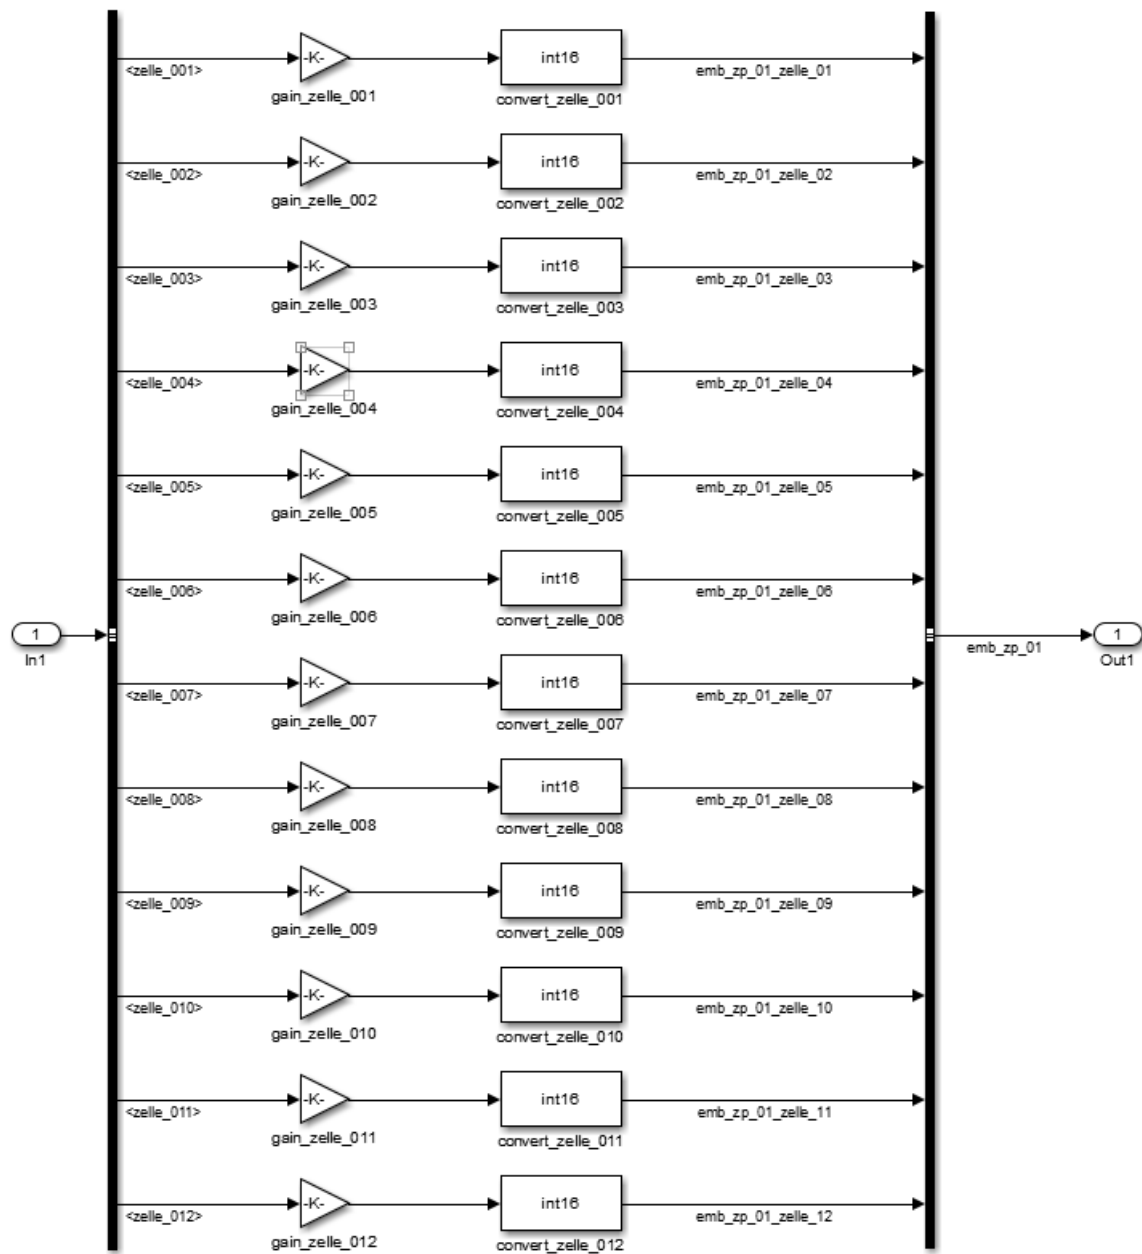 -K-
int16
<zelle_001>
emb_zp_01_zelle_01
gain_zelle_001
convert_zelle_001
-K-
int16
<zelle_002>
emb_zp_01_zelle_02
gain_zelle_002
convert_zelle_002
-K-
int16
<zelle_003>
emb_zp_01_zelle_03
gain_zelle_003
convert_zelle_003
-K-
int16
<zelle_004>
emb_zp_01_zelle_04
gain_zelle_004
convert_zelle_004
-K-
int16
<zelle_005>
emb_zp_01_zelle_05
gain_zelle_005
convert_zelle_005
-K-
int16
<zelle_006>
emb_zp_01_zelle_06
gain_zelle_006
convert_zelle_006
1
In1
emb_zp_01
1
Out1
-K-
int16
<zelle_007>
emb_zp_01_zelle_07
gain_zelle_007
convert_zelle_007
-K-
int16
<zelle_008>
emb_zp_01_zelle_08
gain_zelle_008
convert_zelle_008
-K-
int16
<zelle_009>
emb_zp_01_zelle_09
gain_zelle_009
convert_zelle_009
-K-
int16
<zelle_010>
emb_zp_01_zelle_10
gain_zelle_010
convert_zelle_010
-K-
int16
<zelle_011>
emb_zp_01_zelle_11
gain_zelle_011
convert_zelle_011
-K-
int16
<zelle_012>
emb_zp_01_zelle_12
gain_zelle_012
convert_zelle_012